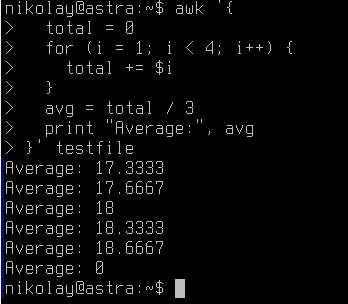 nikolay@astra:~$ awk '{
>   total = 0
>   for (i = 1; i < 4; i++) {
>     total += $i
>   }
>   avg = total / 3
>   print "Average:", avg
> }' testfile
Average: 17.3333
Average: 17.6667
Average: 18
Average: 18.3333
Average: 18.6667
Average: 0
nikolay@astra:~$